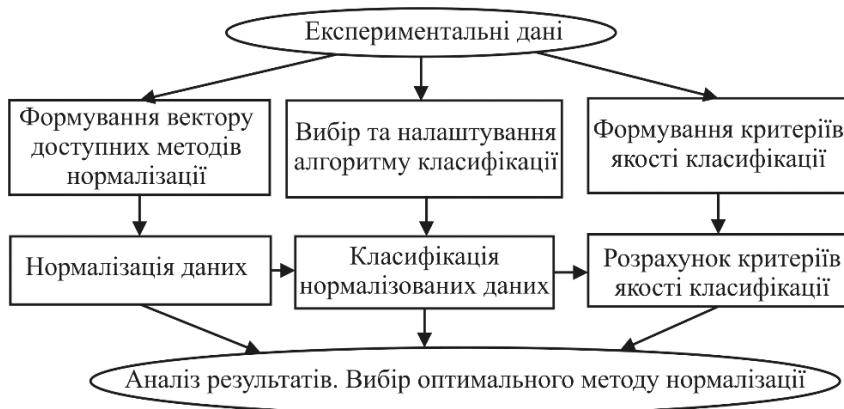 Експериментальні дані
Формування вектору
доступних методів
нормалізації
Вибір та налаштування
алгоритму класифікації
Формування критеріїв
якості класифікації
Нормалізація даних
Класифікація
нормалізованих даних
Розрахунок критеріїв
якості класифікації
Аналіз результатів. Вибір оптимального методу нормалізації